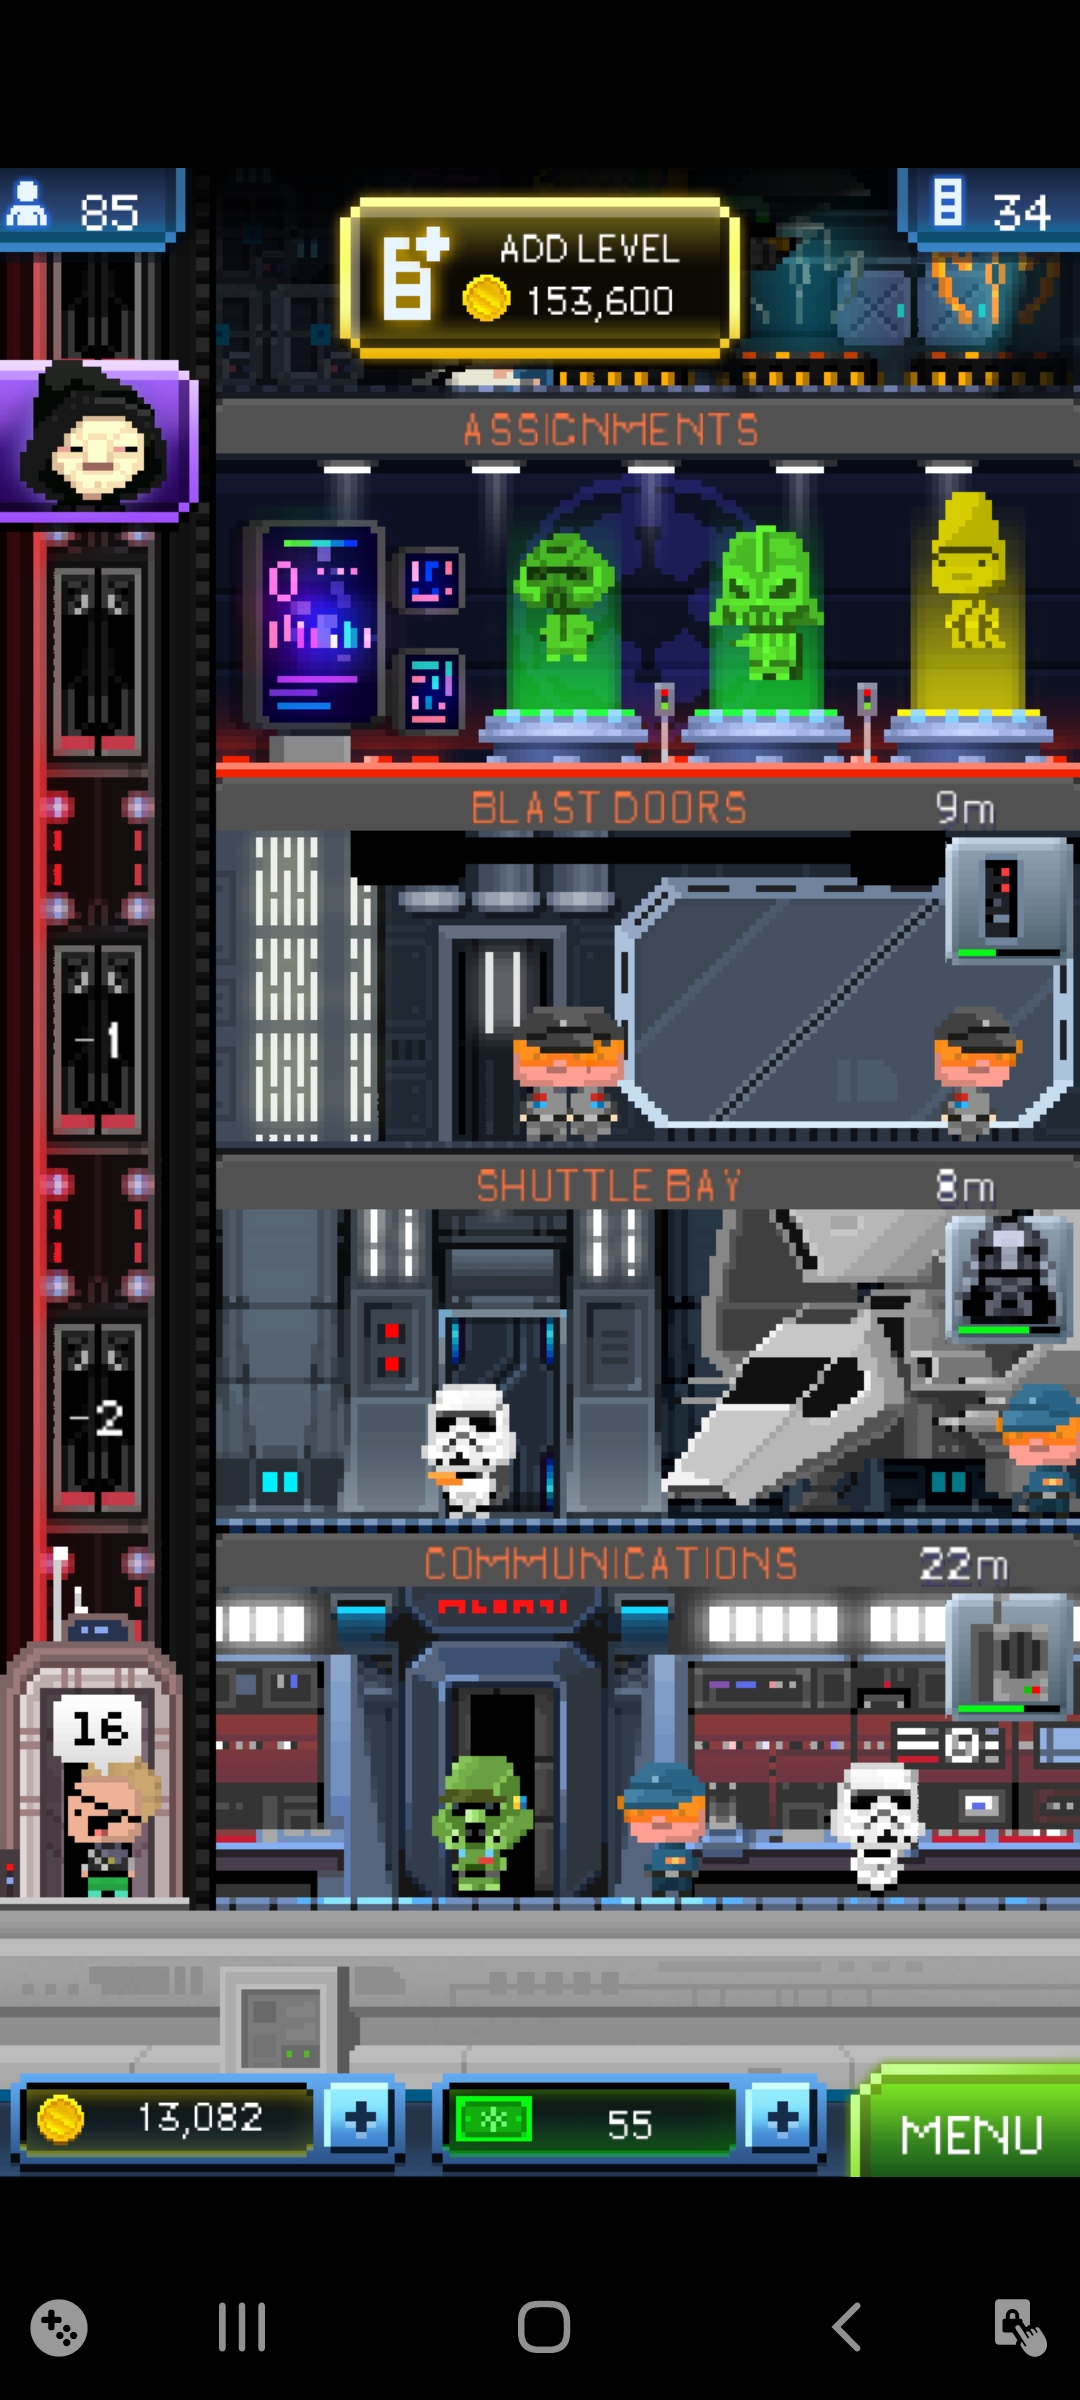 85
ADD LEVEL
153,600
34
ASSIGNMENTS
BLAST DOORS 9m
-1
SHUTTLE BAY 8m
-2
COMMUNICATIONS 22m
16
13,082
55
MENU